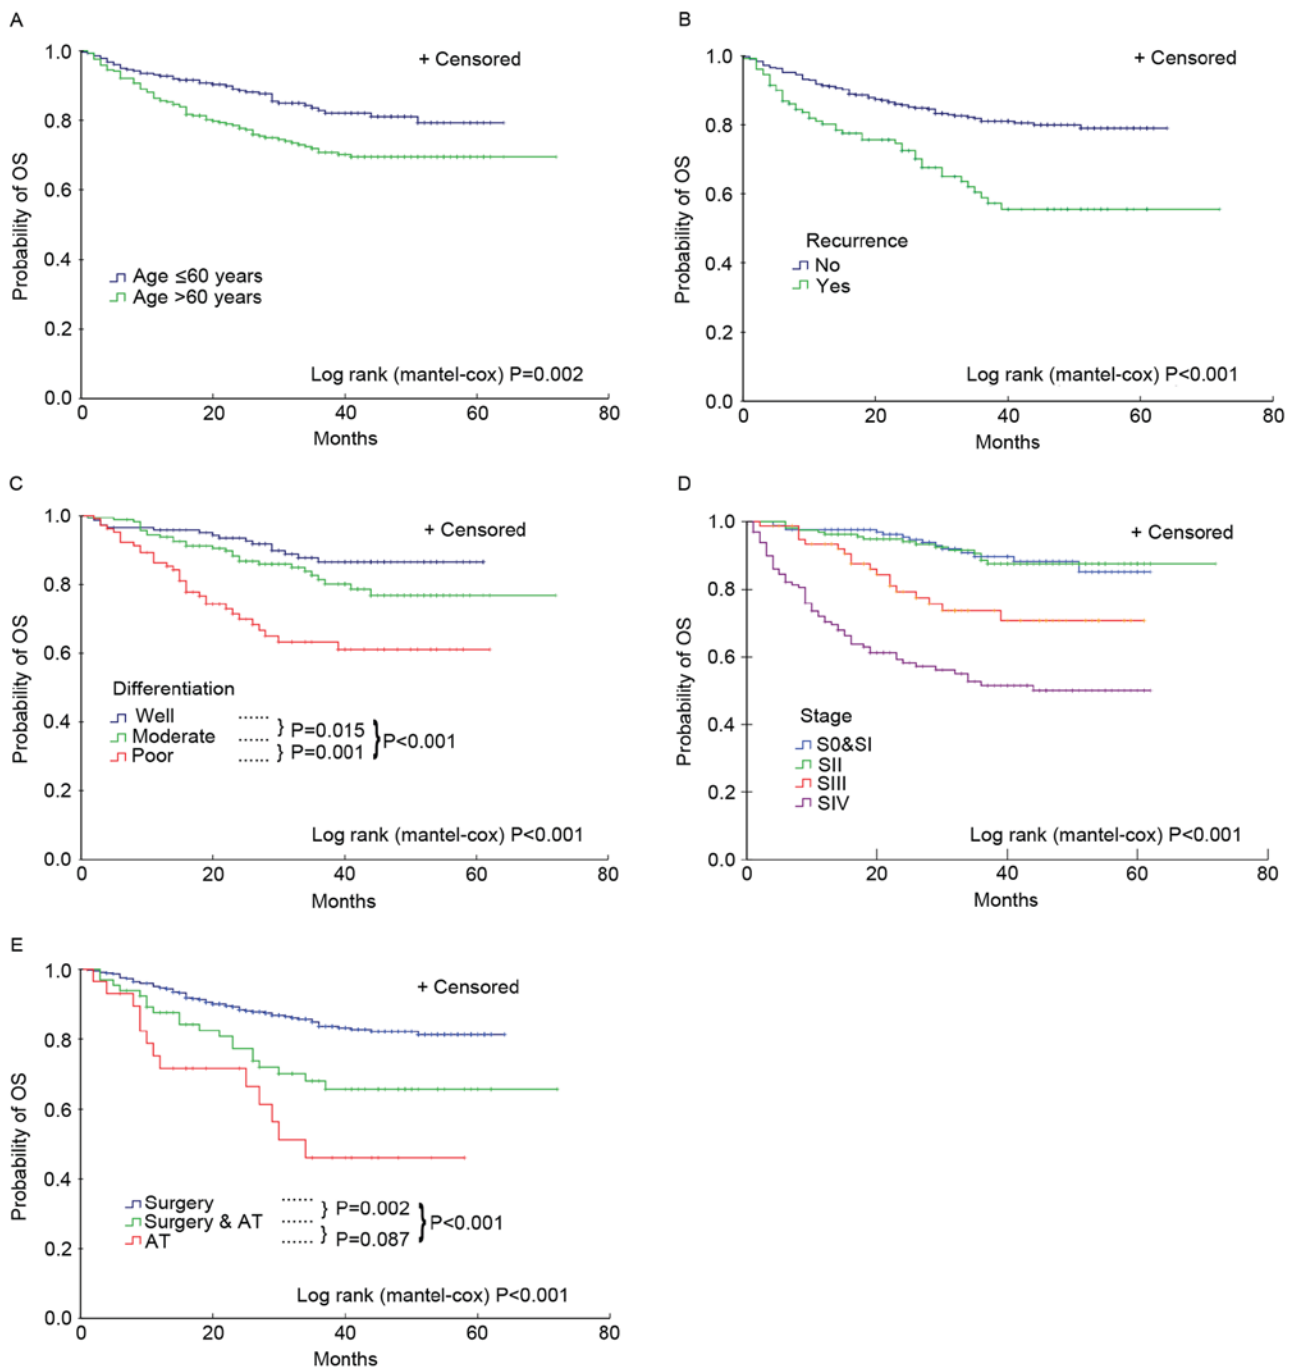 A
1.0
0.8
0.6
0.4
0.2
0.0
Probability of OS
+ Censored
Age ≤60 years
Age >60 years
Log rank (mantel-cox) P=0.002
0 20 40 60 80
Months
B
1.0
0.8
0.6
0.4
0.2
0.0
Probability of OS
+ Censored
Recurrence
No
Yes
Log rank (mantel-cox) P<0.001
0 20 40 60 80
Months
C
1.0
0.8
0.6
0.4
0.2
0.0
Probability of OS
+ Censored
Differentiation
Well
Moderate
Poor
...... } P=0.015
...... } P=0.001
......
} P<0.001
Log rank (mantel-cox) P<0.001
20 40 60 80
Months
D
1.0
0.8
0.6
0.4
0.2
0.0
Probability of OS
+ Censored
Stage
S0&SI
SII
SIII
SIV
Log rank (mantel-cox) P<0.001
0 20 40 60 80
Months
E
1.0
0.8
0.6
0.4
0.2
0.0
Probability of OS
+ Censored
Surgery
Surgery & AT
AT
...... } P=0.002
...... } P=0.087
......
} P<0.001
Log rank (mantel-cox) P<0.001
0 20 40 60 80
Months